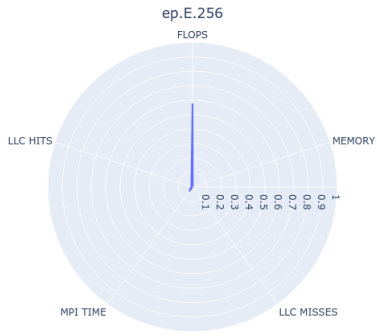 ep.E.256
FLOPS
LLC HITS
MEMORY
0.1
0.2
0.3
0.4
0.5
0.6
0.7
0.8
0.9
1
MPI TIME
LLC MISSES